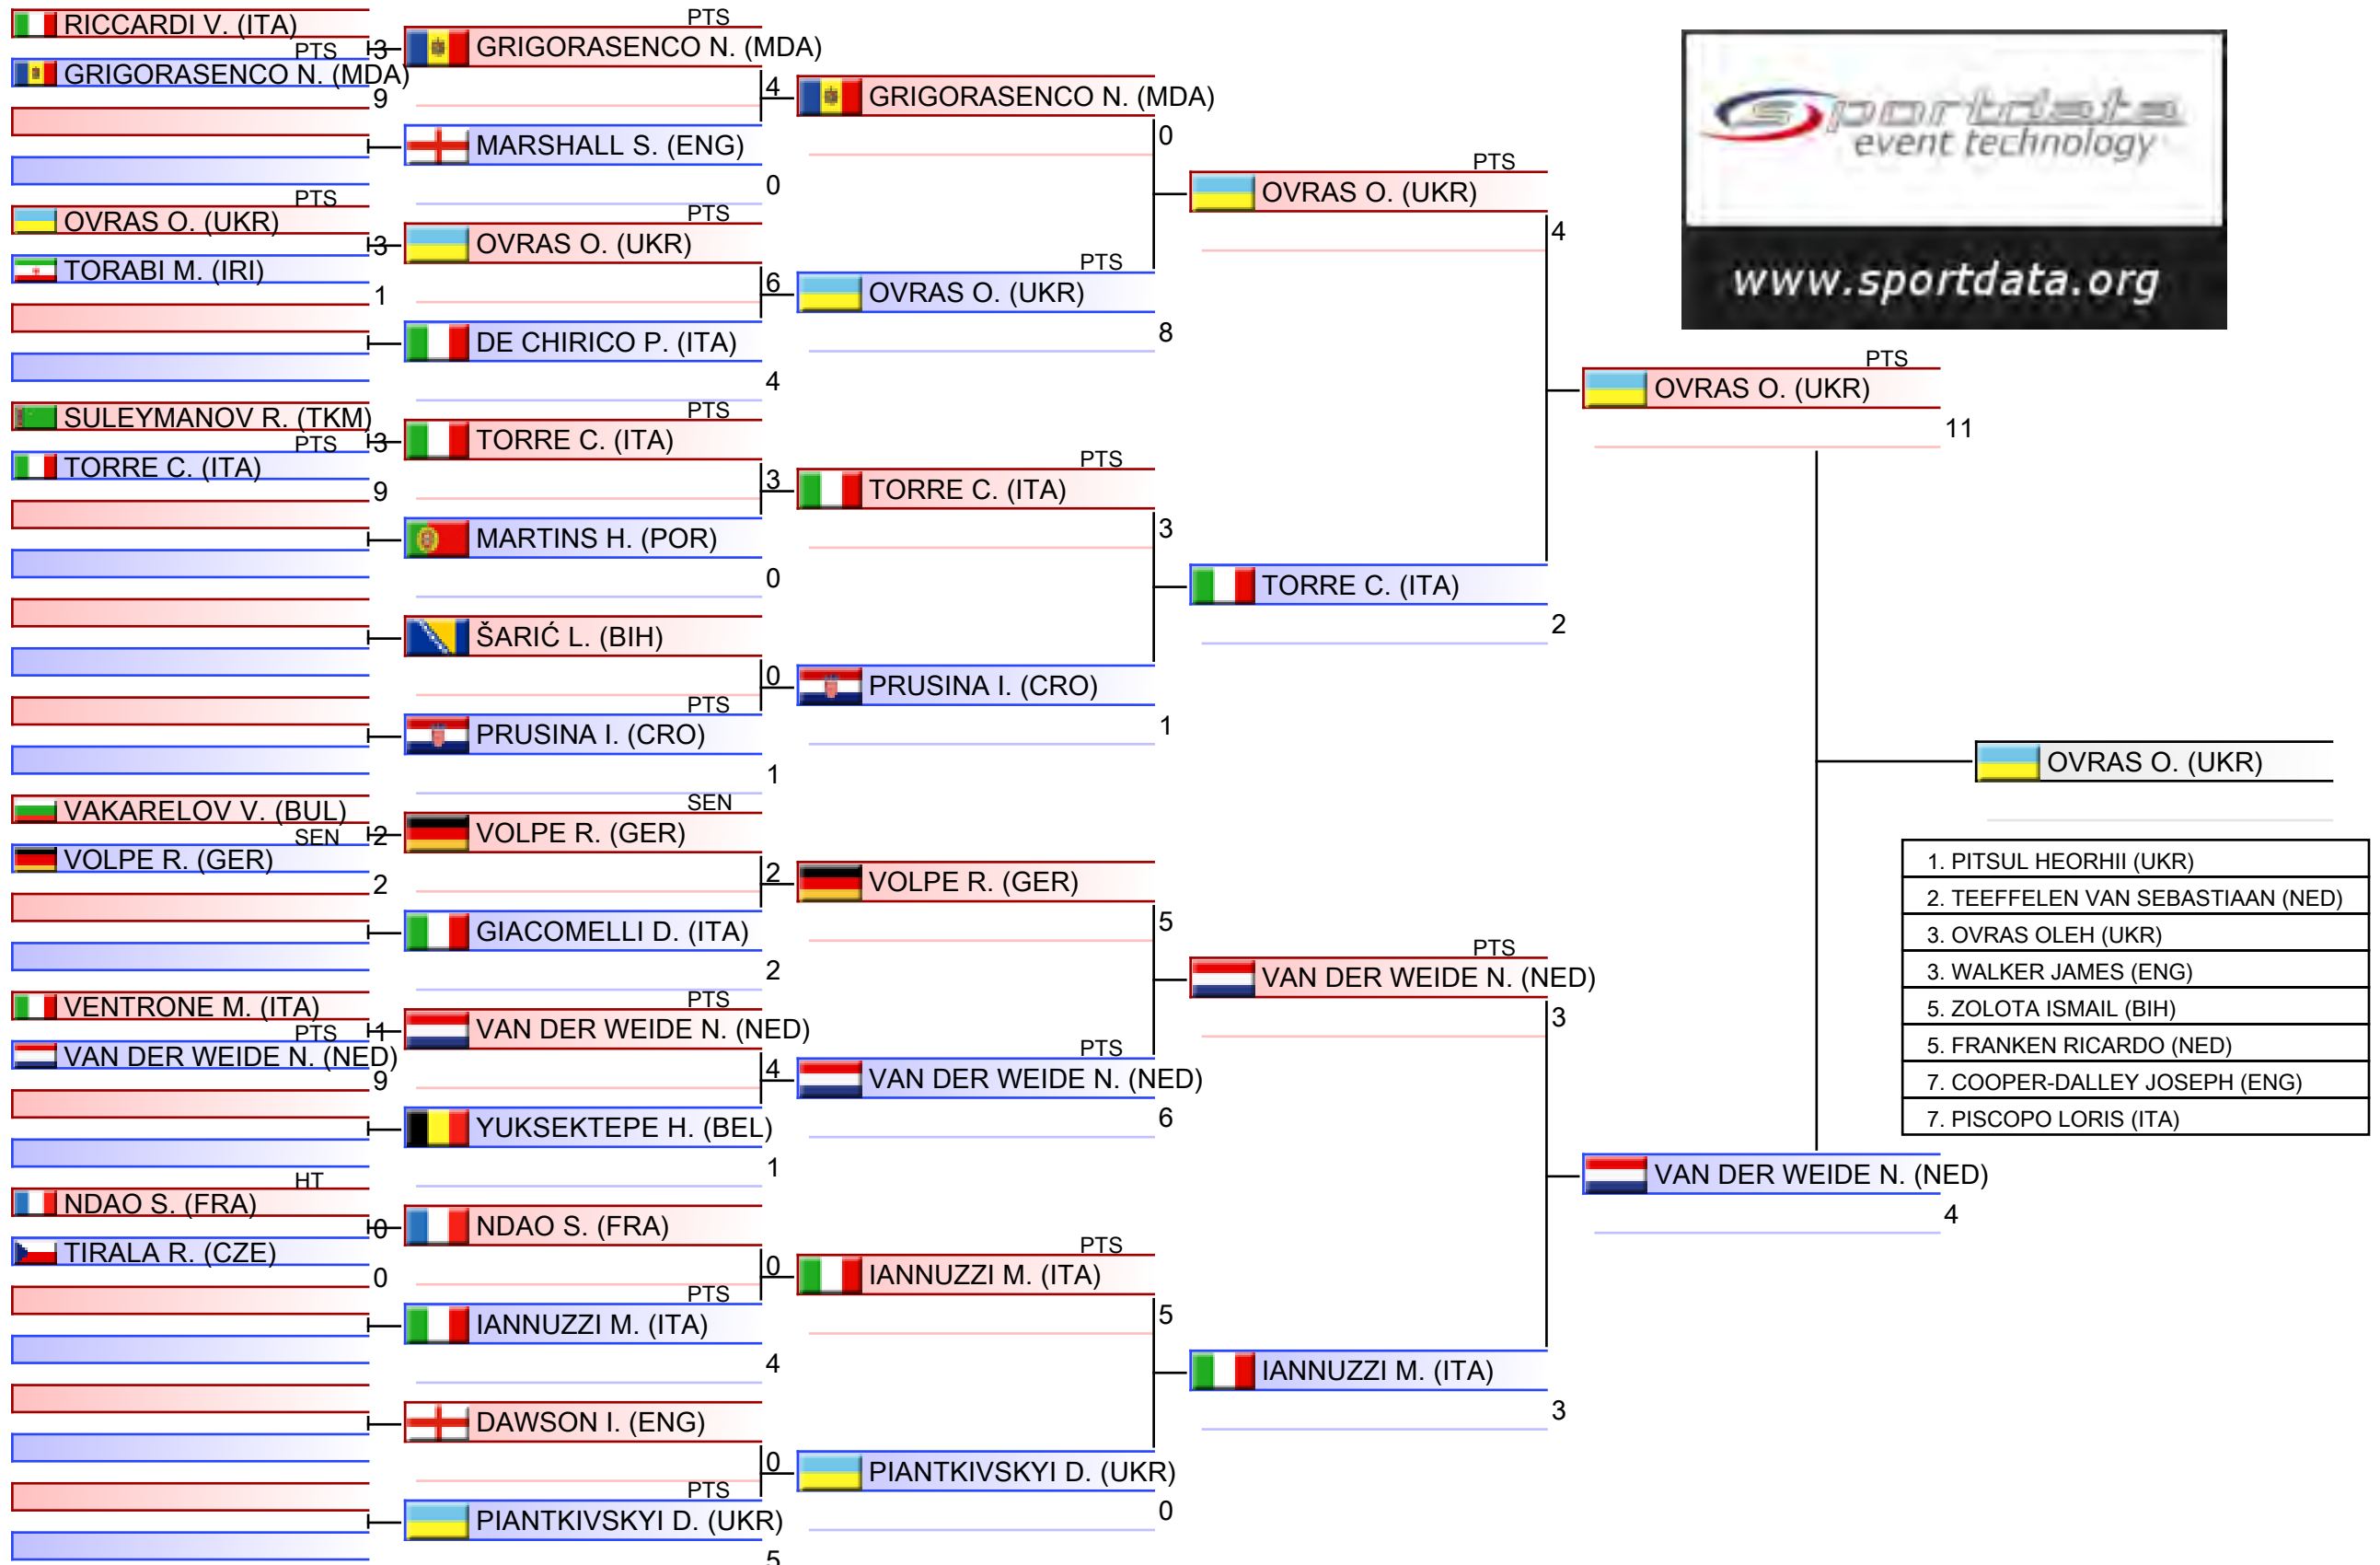 RICCARDI V. (ITA)
PTS 3
GRIGORASENCO N. (MDA)
9
OVRAS O. (UKR)
PTS
3
TORABI M. (IRI)
1
SULEYMANOV R. (TKM)
PTS 3
TORRE C. (ITA)
9
VAKARELOV V. (BUL)
SEN 2
VOLPE R. (GER)
2
VENTRONE M. (ITA)
PTS 1
VAN DER WEIDE N. (NED)
9
HT
NDAO S. (FRA)
0
TIRALA R. (CZE)
0
PTS
GRIGORASENCO N. (MDA)
4
MARSHALL S. (ENG)
0
PTS
OVRAS O. (UKR)
6
DE CHIRICO P. (ITA)
4
PTS
TORRE C. (ITA)
3
MARTINS H. (POR)
0
ŠARIĆ L. (BIH)
0
PTS
PRUSINA I. (CRO)
1
SEN
VOLPE R. (GER)
2
GIACOMELLI D. (ITA)
2
PTS
VAN DER WEIDE N. (NED)
4
YUKSEKTEPE H. (BEL)
1
NDAO S. (FRA)
0
PTS
IANNUZZI M. (ITA)
4
DAWSON I. (ENG)
0
PTS
PIANTKIVSKYI D. (UKR)
5
GRIGORASENCO N. (MDA)
0
PTS
OVRAS O. (UKR)
8
PTS
TORRE C. (ITA)
3
PRUSINA I. (CRO)
1
VOLPE R. (GER)
5
PTS
VAN DER WEIDE N. (NED)
6
PTS
IANNUZZI M. (ITA)
5
PIANTKIVSKYI D. (UKR)
0
PTS
OVRAS O. (UKR)
4
TORRE C. (ITA)
2
PTS
VAN DER WEIDE N. (NED)
3
IANNUZZI M. (ITA)
3
PTS
OVRAS O. (UKR)
11
VAN DER WEIDE N. (NED)
4
OVRAS O. (UKR)
sportdata
event technology
www.sportdata.org
1. PITSUL HEORHII (UKR)
2. TEEFFELEN VAN SEBASTIAAN (NED)
3. OVRAS OLEH (UKR)
3. WALKER JAMES (ENG)
5. ZOLOTA ISMAIL (BIH)
5. FRANKEN RICARDO (NED)
7. COOPER-DALLEY JOSEPH (ENG)
7. PISCOPO LORIS (ITA)